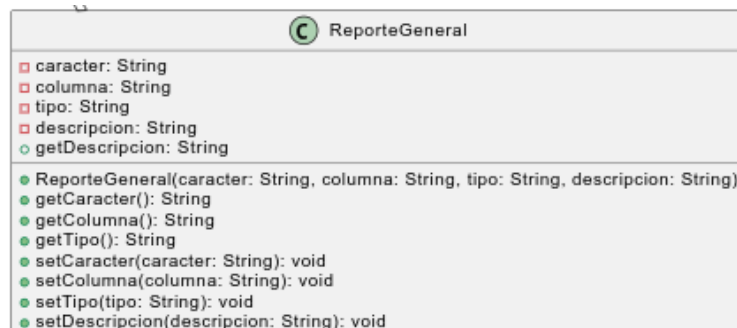 C ReporteGeneral
caracter: String
columna: String
tipo: String
descripcion: String
getDescripcion: String
ReporteGeneral(caracter: String, columna: String, tipo: String, descripcion: String)
getCaracter(): String
getColumna(): String
getTipo(): String
setCaracter(caracter: String): void
setColumna(columna: String): void
setTipo(tipo: String): void
setDescripcion(descripcion: String): void